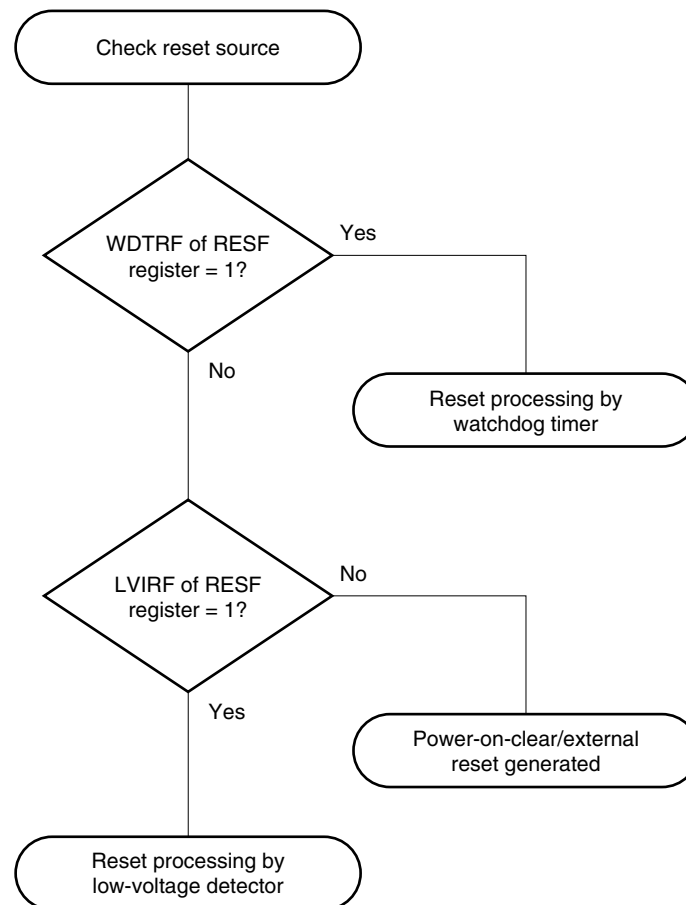 Check reset source
WDTRF of RESF
register = 1?
Yes
No
Reset processing by
watchdog timer
LVIRF of RESF
register = 1?
No
Yes
Power-on-clear/external
reset generated
Reset processing by
low-voltage detector